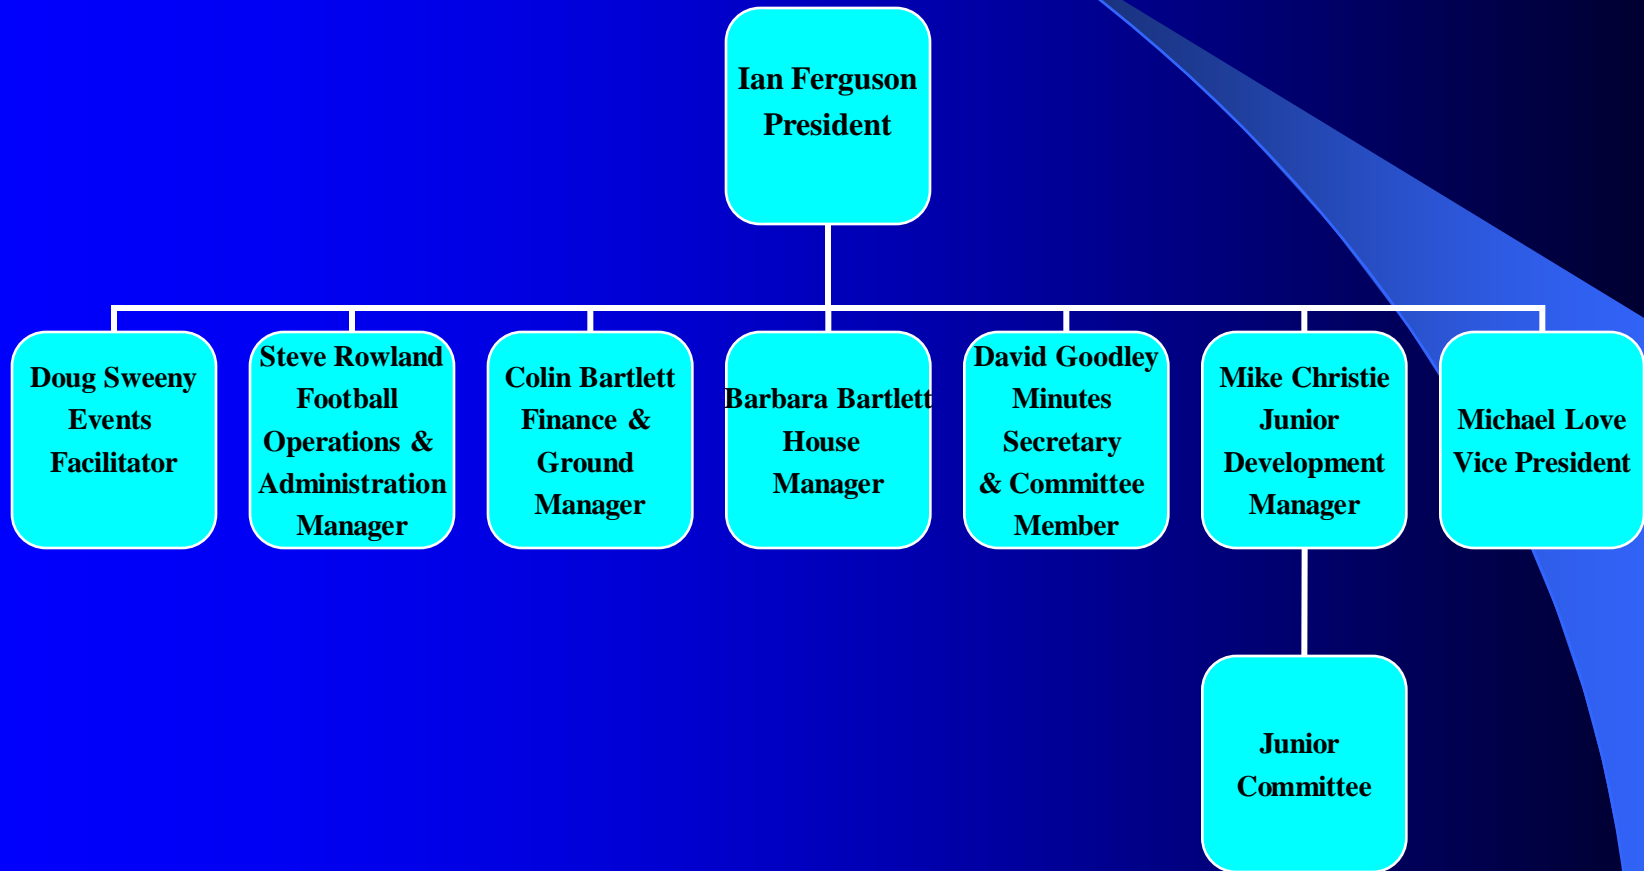 Ian Ferguson
President
Doug Sweeny
Events
Facilitator
Steve Rowland
Football
Operations &
Administration
Manager
Colin Bartlett
Finance &
Ground
Manager
Barbara Bartlett
House
Manager
David Goodley
Minutes
Secretary
& Committee
Member
Mike Christie
Junior
Development
Manager
Michael Love
Vice President
Junior
Committee